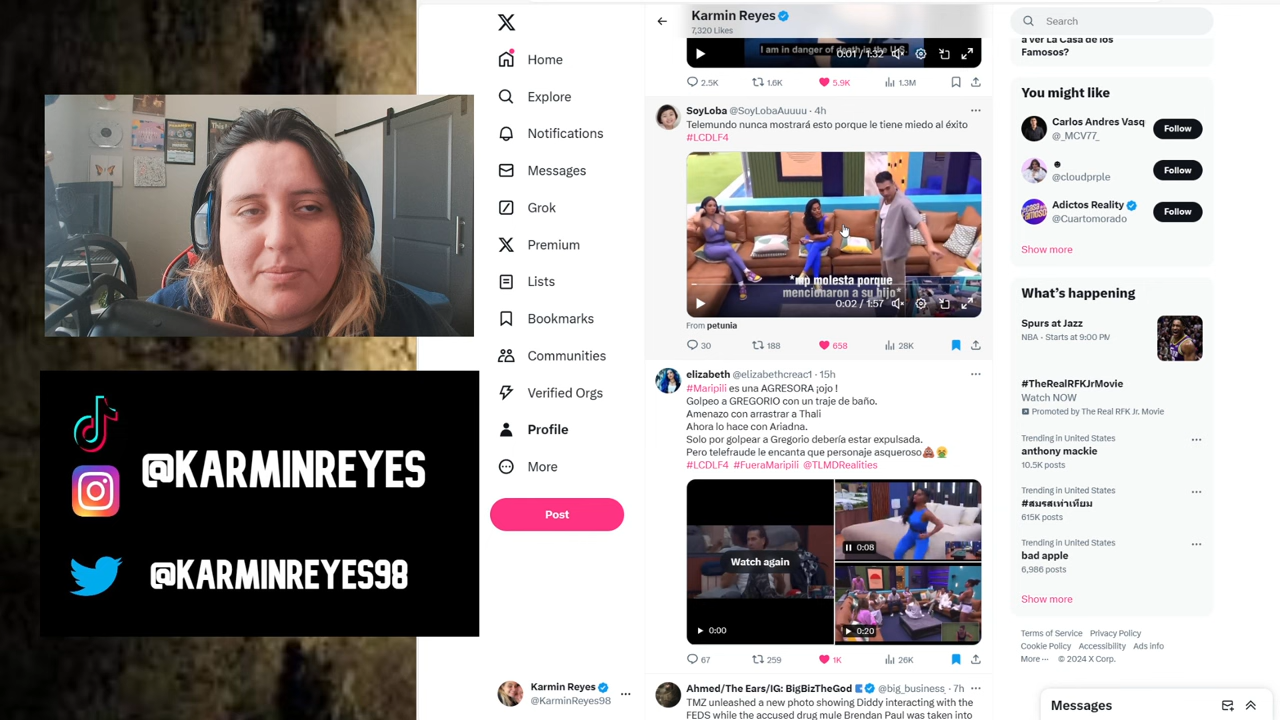 @KARMINREYES
@KARMINREYES98
Home
Explore
Notifications
Messages
Grok
Premium
Lists
Bookmarks
Communities
Verified Orgs
Profile
More
Post
Karmin Reyes
@KarminReyes98
Karmin Reyes
7,320 Likes
I am in danger of death in the U.S.
0:01 / 1:32
2.5K 1.6K 5.9K 1.3M
SoyLoba @SoyLobaAuuuu · 4h
Telemundo nunca mostrará esto porque le tiene miedo al éxito
#LCDLF4
*mp molesta porque
mencionaron a su hijo*
0:02 / 1:57
From petunia
30 188 658 28K
elizabeth @elizabethcreac1 · 15h
#Maripili es una AGRESORA ¡ojo !
Golpeo a GREGORIO con un traje de baño.
Amenazo con arrastrar a Thali
Ahora lo hace con Ariadna.
Solo por golpear a Gregorio debería estar expulsada.
Pero telefraude le encanta que personaje asqueroso💩🤮
#LCDLF4 #FueraMaripili @TLMDRealities
Watch again
0:00
0:08
0:20
67 259 1K 26K
Ahmed/The Ears/IG: BigBizTheGod @big_business_ · 7h
TMZ unleashed a new photo showing Diddy interacting with the
FEDS while the accused drug mule Brendan Paul was taken into
Search
a ver La Casa de los
Famosos?
You might like
Carlos Andres Vasq
@_MCV77_
Follow
@cloudprple
Follow
Adictos Reality
@Cuartomorado
Follow
Show more
What's happening
Spurs at Jazz
NBA · Starts at 9:00 PM
#TheRealRFKJrMovie
Watch NOW
Promoted by The Real RFK Jr. Movie
Trending in United States
anthony mackie
10.5K posts
Trending in United States
#สมรสเท่าเทียม
615K posts
Trending in United States
bad apple
6,986 posts
Show more
Terms of Service Privacy Policy
Cookie Policy Accessibility Ads info
More ··· © 2024 X Corp.
Messages